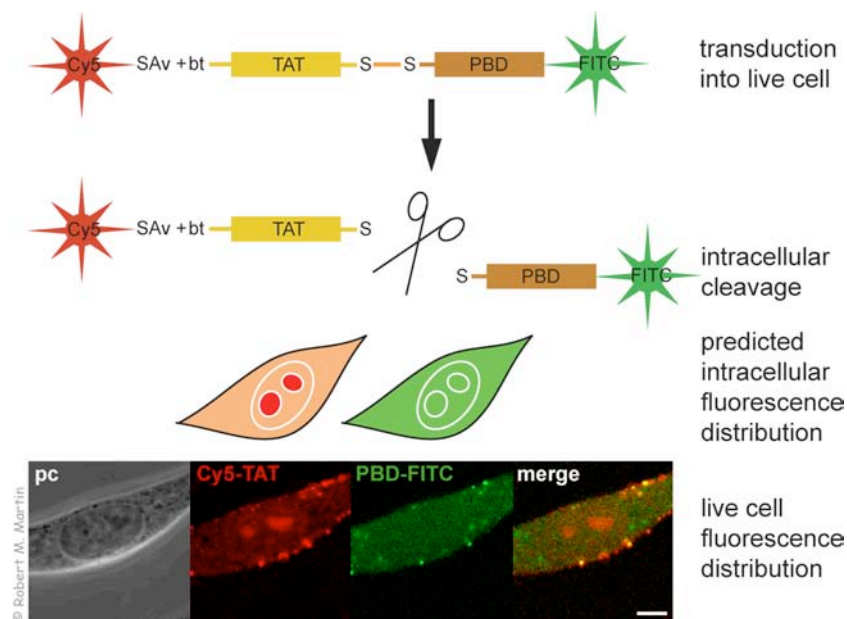 Cy5 SAv +bt TAT S S PBD FITC
transduction
into live cell
Cy5 SAv +bt TAT S
S PBD FITC
intracellular
cleavage
predicted
intracellular
fluorescence
distribution
pc Cy5-TAT PBD-FITC merge
live cell
fluorescence
distribution
© Robert M. Martin